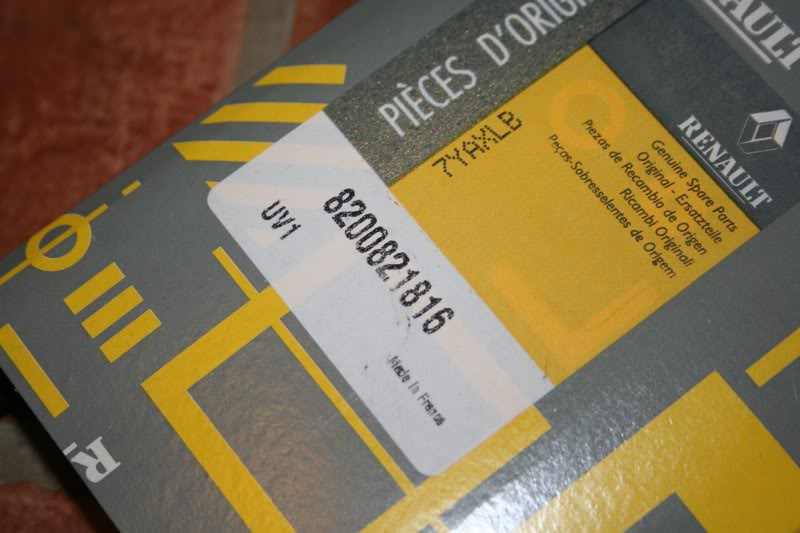 PIÈCES D'ORIGI
RENAULT
7YAXLB
RENAULT
Genuine Spare Parts
Original - Ersatzteile
Piezas de Recambio de Origen
Ricambi Originali
Peças-Sobresselentes de Origem
UV1
8200821816
Made In France